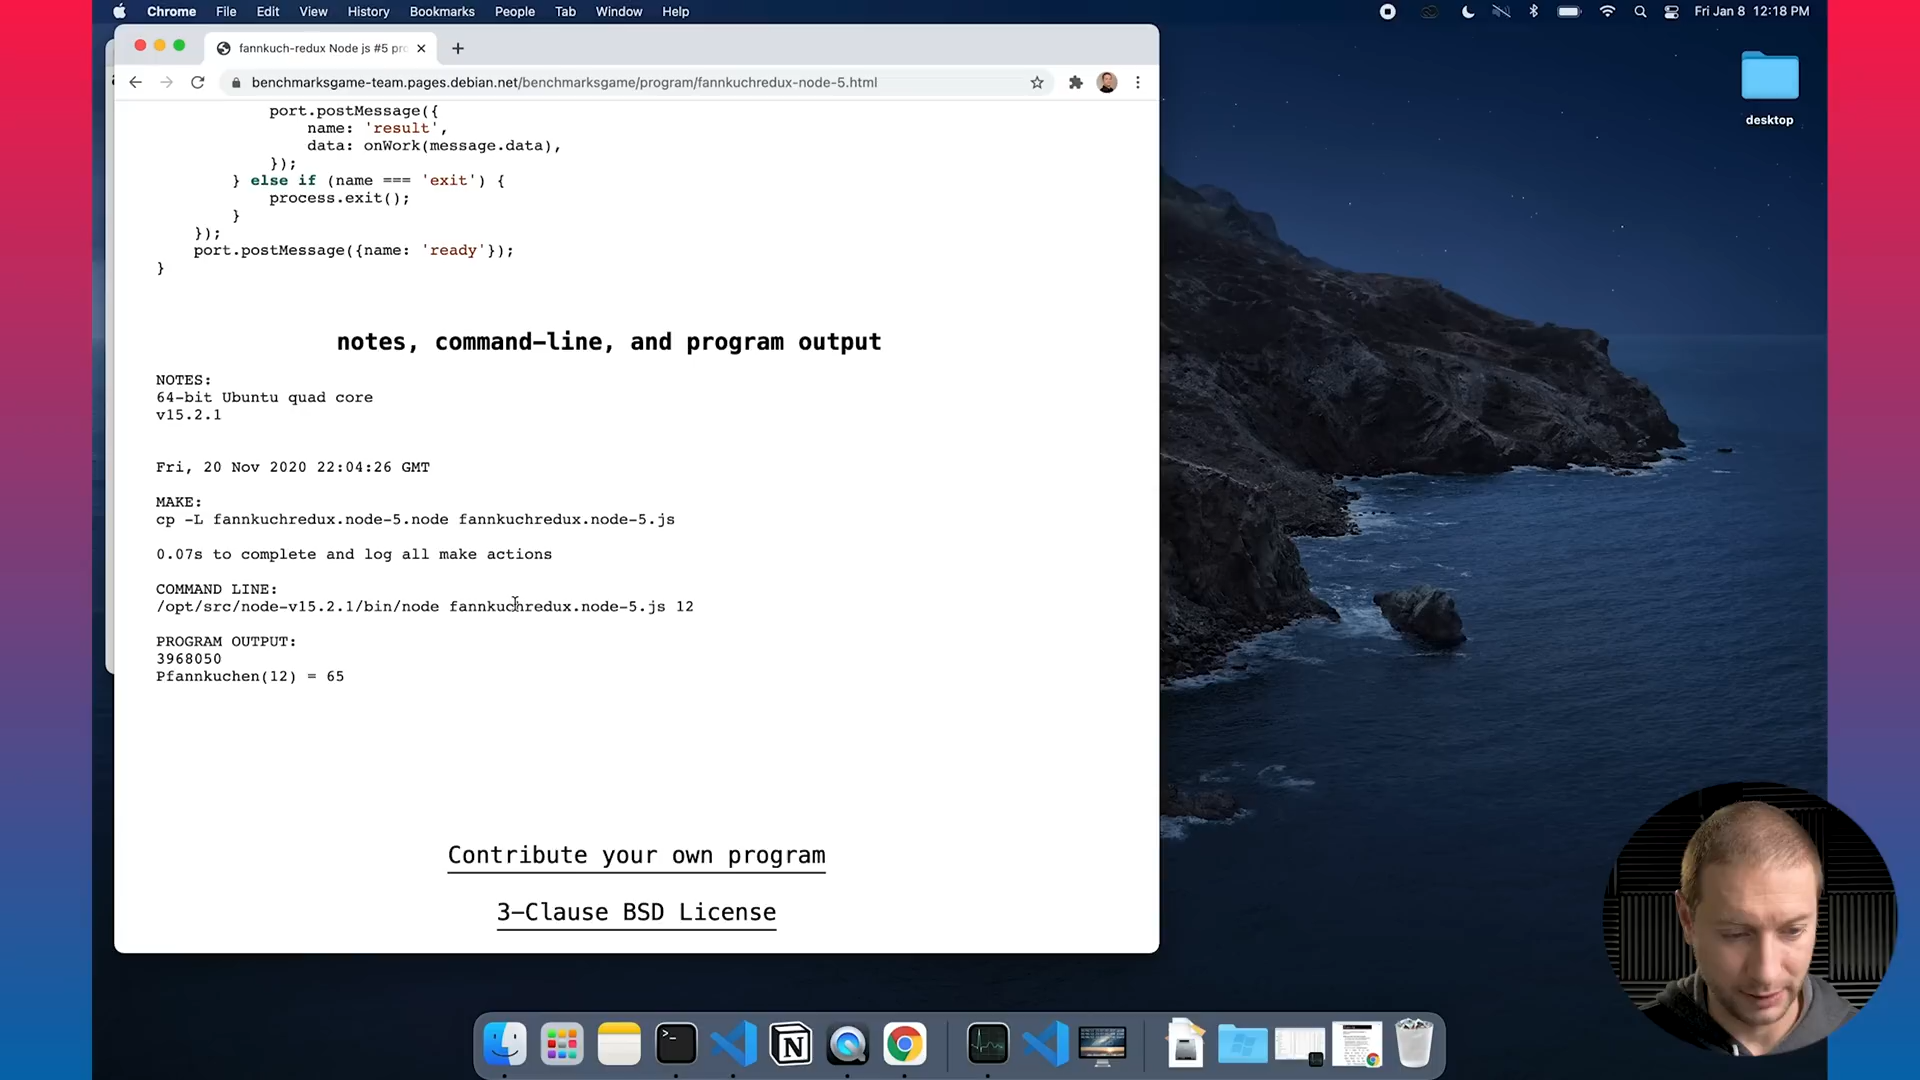 Chrome File Edit View History Bookmarks People Tab Window Help
Fri Jan 8 12:18 PM
fannkuch-redux Node js #5 pr
benchmarksgame-team.pages.debian.net/benchmarksgame/program/fannkuchredux-node-5.html
desktop
port.postMessage({
name: 'result',
data: onWork(message.data),
});
} else if (name === 'exit') {
process.exit();
}
});
port.postMessage({name: 'ready'});
}
notes, command-line, and program output
NOTES:
64-bit Ubuntu quad core
v15.2.1
Fri, 20 Nov 2020 22:04:26 GMT
MAKE:
cp -L fannkuchredux.node-5.node fannkuchredux.node-5.js
0.07s to complete and log all make actions
COMMAND LINE:
/opt/src/node-v15.2.1/bin/node fannkuchredux.node-5.js 12
PROGRAM OUTPUT:
3968050
Pfannkuchen(12) = 65
Contribute your own program
3-Clause BSD License